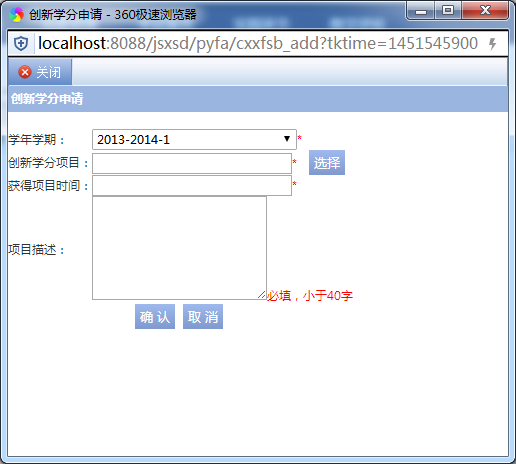 创新学分申请 - 360极速浏览器
localhost:8088/jsxsd/pyfa/cxxfsb_add?tktime=1451545900
关闭
创新学分申请
学年学期： 2013-2014-1 *
创新学分项目： * 选择
获得项目时间： *
项目描述： 必填，小于40字
确 认 取 消